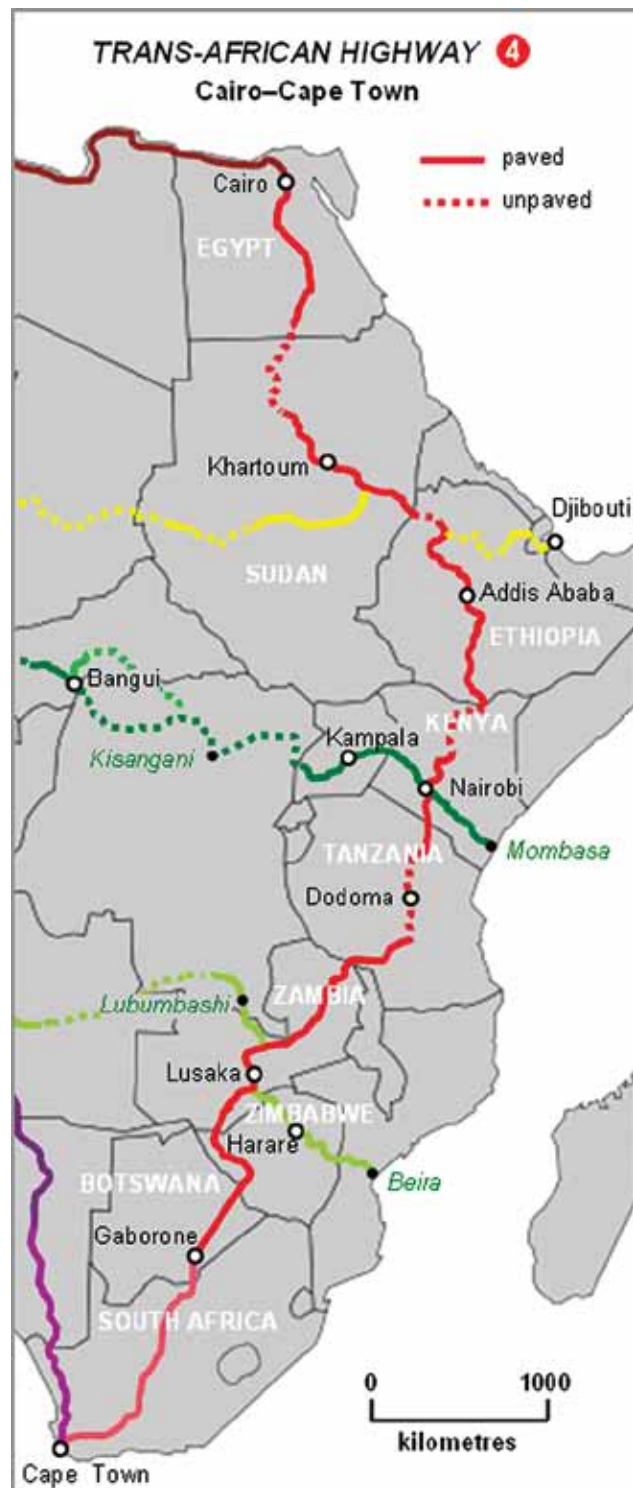 TRANS-AFRICAN HIGHWAY 4
Cairo–Cape Town
paved
unpaved
Cairo
EGYPT
Khartoum
Djibouti
SUDAN
Addis Ababa
ETHIOPIA
Bangui
KENYA
Kampala
Kisangani
Nairobi
TANZANIA
Mombasa
Dodoma
ZAMBIA
Lubumbashi
Lusaka
ZIMBABWE
Harare
BOTSWANA
Beira
Gaborone
SOUTH AFRICA
0 1000
kilometres
Cape Town